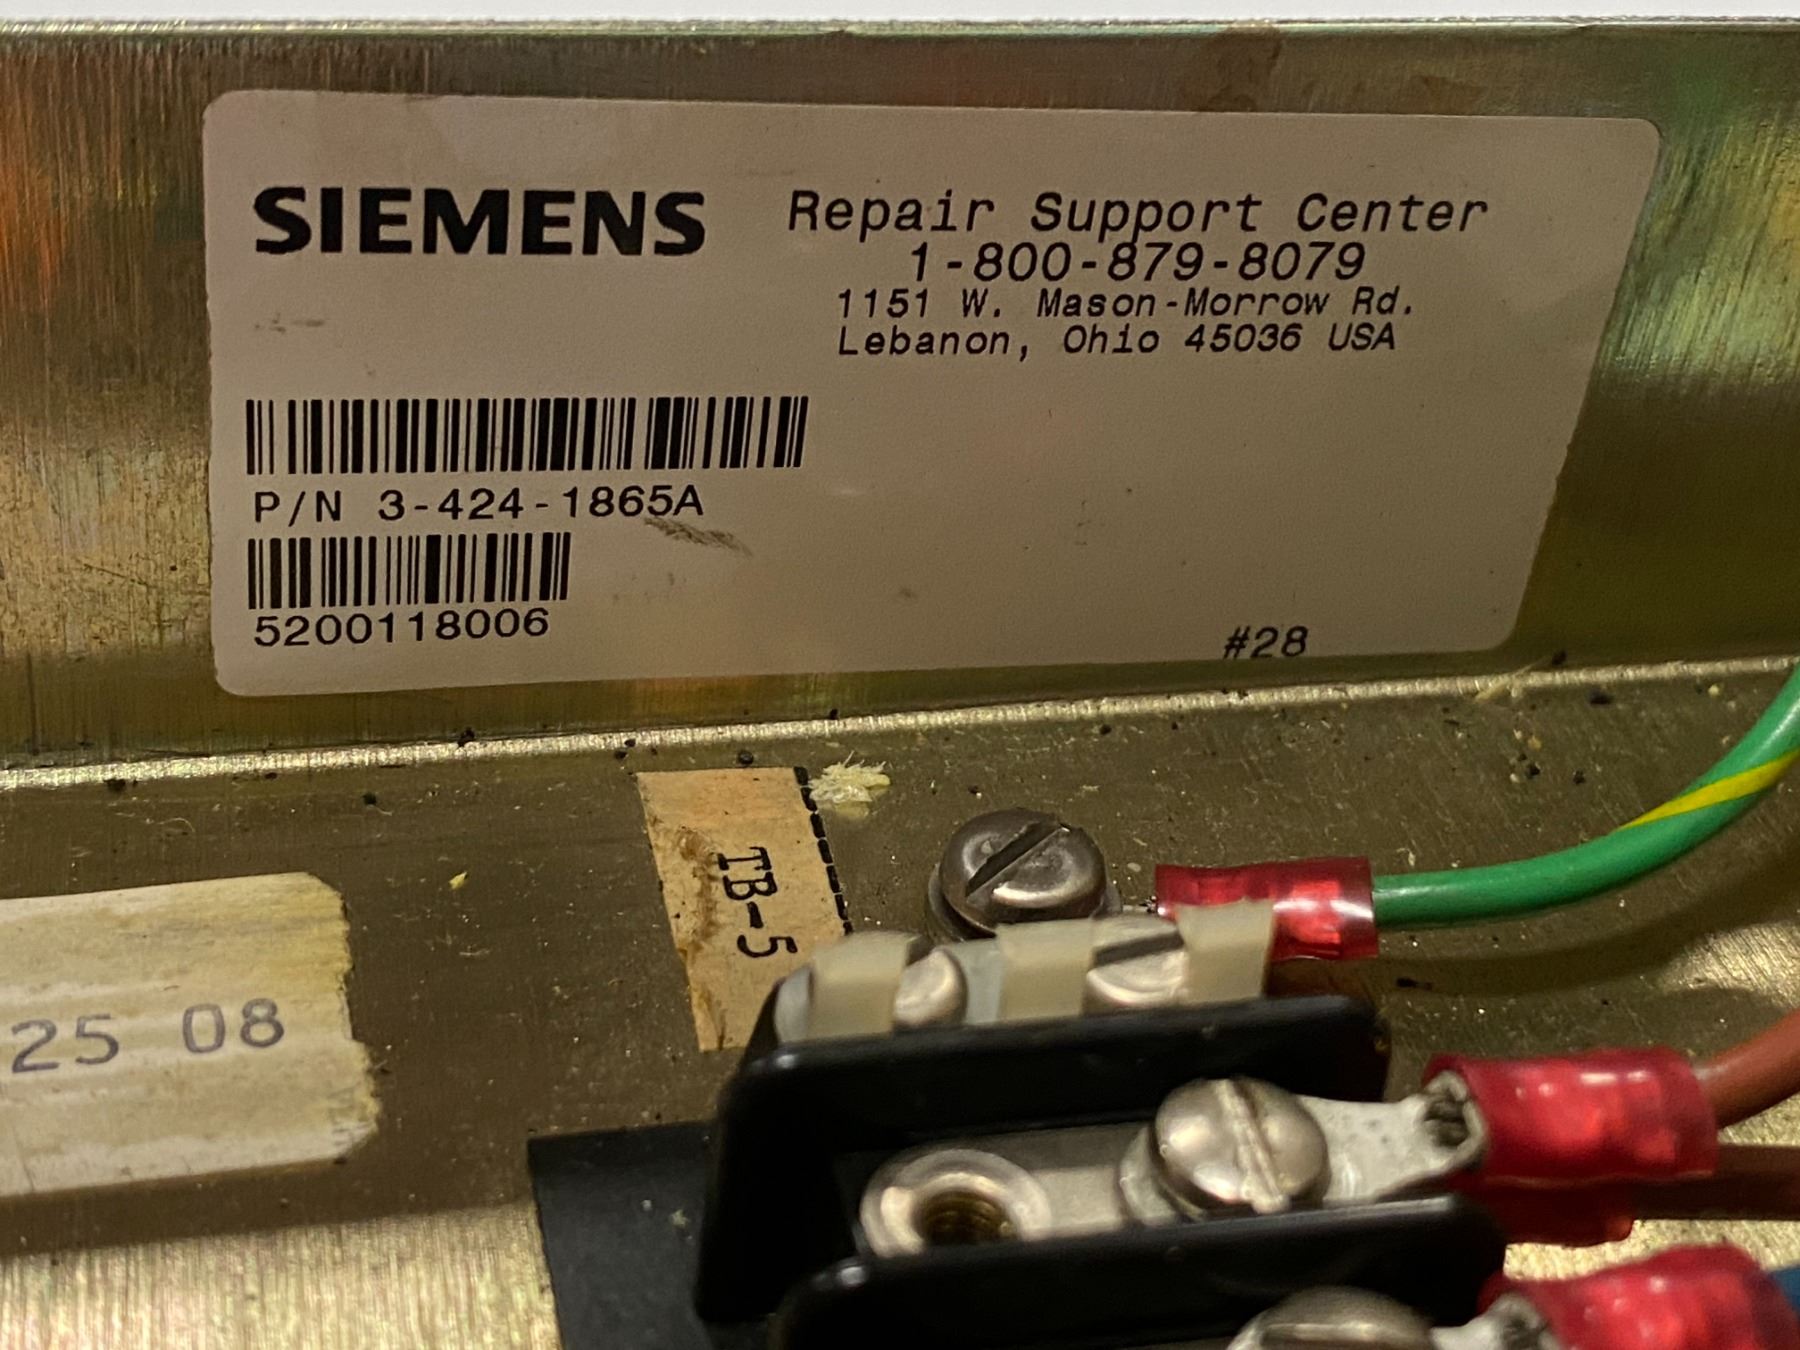 SIEMENS
Repair Support Center
1-800-879-8079
1151 W. Mason-Morrow Rd.
Lebanon, Ohio 45036 USA
P/N 3-424-1865A
5200118006
#28
TB-5
25 08